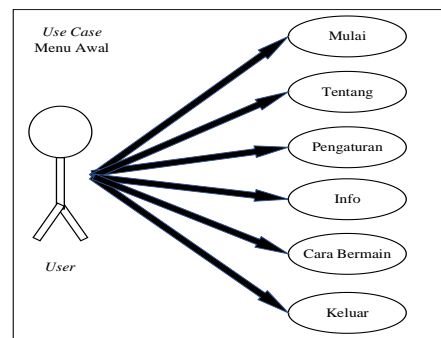 Use Case
Menu Awal
Mulai
Tentang
Pengaturan
Info
Cara Bermain
Keluar
User